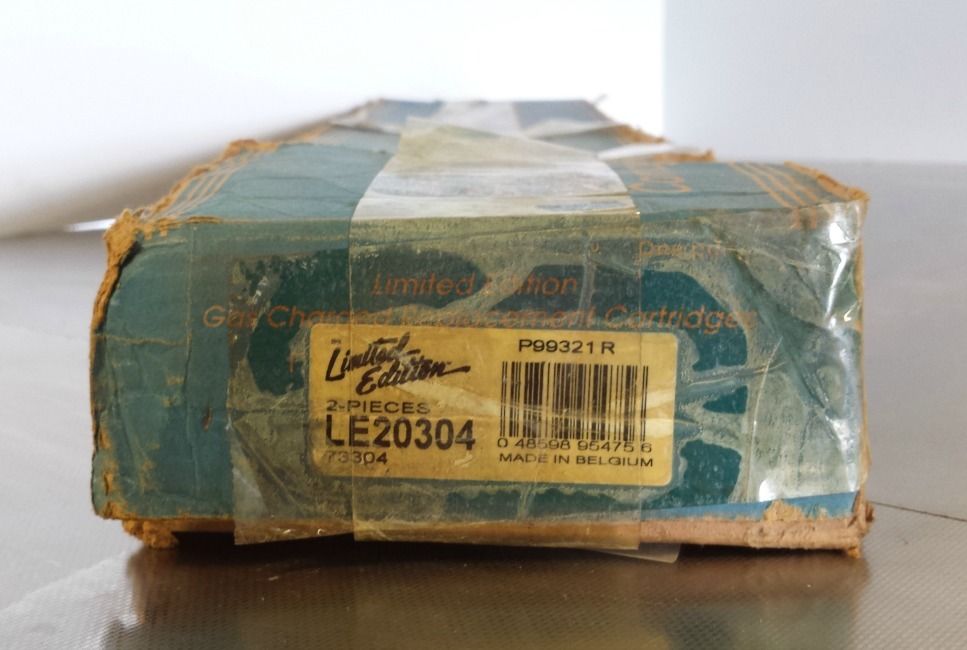 Limited Edition
Gas Charged Replacement Cartridges
Limited
Edition
P99321R
2-PIECES
LE20304
73304
0 48598 95475 6
MADE IN BELGIUM